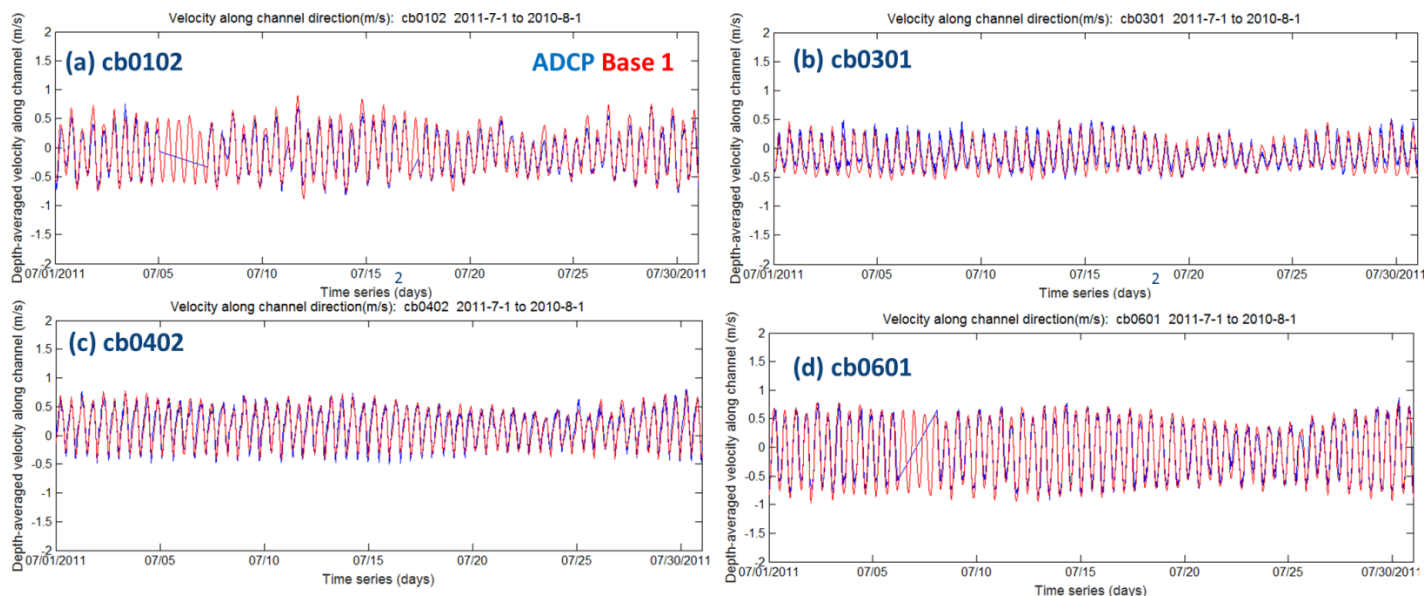 Velocity along channel direction(m/s): cb0102 2011-7-1 to 2010-8-1
(a) cb0102
ADCP Base 1
Depth-averaged velocity along channel (m/s)
2
1.5
1
0.5
0
-0.5
-1
-1.5
-2
07/01/2011 07/05 07/10 07/15 07/20 07/25 07/30/2011
2
Time series (days)
Velocity along channel direction(m/s): cb0301 2011-7-1 to 2010-8-1
(b) cb0301
Depth-averaged velocity along channel (m/s)
2
1.5
1
0.5
0
-0.5
-1
-1.5
-2
07/01/2011 07/05 07/10 07/15 07/20 07/25 07/30/2011
2
Time series (days)
Velocity along channel direction(m/s): cb0402 2011-7-1 to 2010-8-1
(c) cb0402
Depth-averaged velocity along channel (m/s)
2
1.5
1
0.5
0
-0.5
-1
-1.5
-2
07/01/2011 07/05 07/10 07/15 07/20 07/25 07/30/2011
Time series (days)
Velocity along channel direction(m/s): cb0601 2011-7-1 to 2010-8-1
(d) cb0601
Depth-averaged velocity along channel (m/s)
2
1.5
1
0.5
0
-0.5
-1
-1.5
-2
07/01/2011 07/05 07/10 07/15 07/20 07/25 07/30/2011
Time series (days)